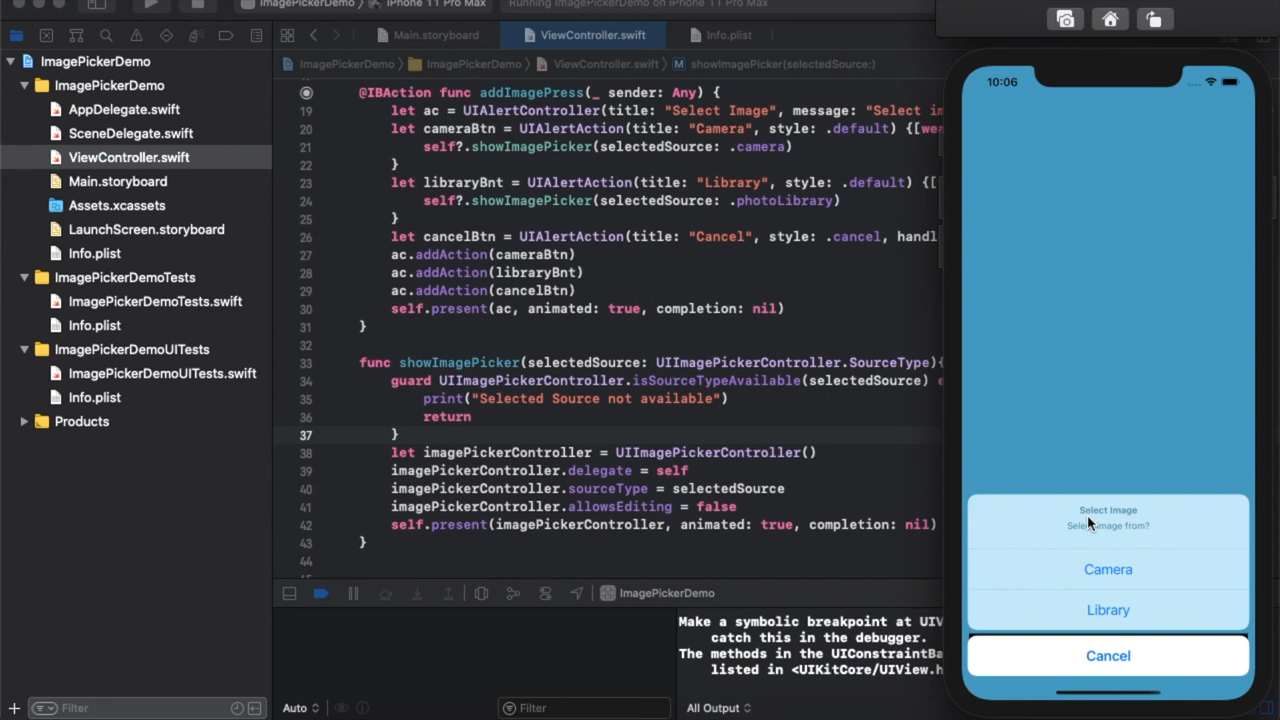 ImagePickerDemo
iPhone 11 Pro Max
Running ImagePickerDemo on iPhone 11 Pro Max
Main.storyboard
ViewController.swift
Info.plist
ImagePickerDemo
ImagePickerDemo
ViewController.swift
M
showImagePicker(selectedSource:)
ImagePickerDemo
ImagePickerDemo
AppDelegate.swift
SceneDelegate.swift
ViewController.swift
Main.storyboard
Assets.xcassets
LaunchScreen.storyboard
Info.plist
ImagePickerDemoTests
ImagePickerDemoTests.swift
Info.plist
ImagePickerDemoUITests
ImagePickerDemoUITests.swift
Info.plist
Products
Filter
@IBAction func addImagePress(_ sender: Any) {
19 let ac = UIAlertController(title: "Select Image", message: "Select im
20 let cameraBtn = UIAlertAction(title: "Camera", style: .default) {[wea
21 self?.showImagePicker(selectedSource: .camera)
22 }
23 let libraryBnt = UIAlertAction(title: "Library", style: .default) {[
24 self?.showImagePicker(selectedSource: .photoLibrary)
25 }
26 let cancelBtn = UIAlertAction(title: "Cancel", style: .cancel, handl
27 ac.addAction(cameraBtn)
28 ac.addAction(libraryBnt)
29 ac.addAction(cancelBtn)
30 self.present(ac, animated: true, completion: nil)
31 }
32
33 func showImagePicker(selectedSource: UIImagePickerController.SourceType){
34 guard UIImagePickerController.isSourceTypeAvailable(selectedSource) e
35 print("Selected Source not available")
36 return
37 }
38 let imagePickerController = UIImagePickerController()
39 imagePickerController.delegate = self
40 imagePickerController.sourceType = selectedSource
41 imagePickerController.allowsEditing = false
42 self.present(imagePickerController, animated: true, completion: nil)
43 }
44
ImagePickerDemo
Make a symbolic breakpoint at UIV
catch this in the debugger.
The methods in the UIConstraintBa
listed in <UIKitCore/UIView.h
Auto
Filter
All Output
10:06
Select Image
Select image from?
Camera
Library
Cancel